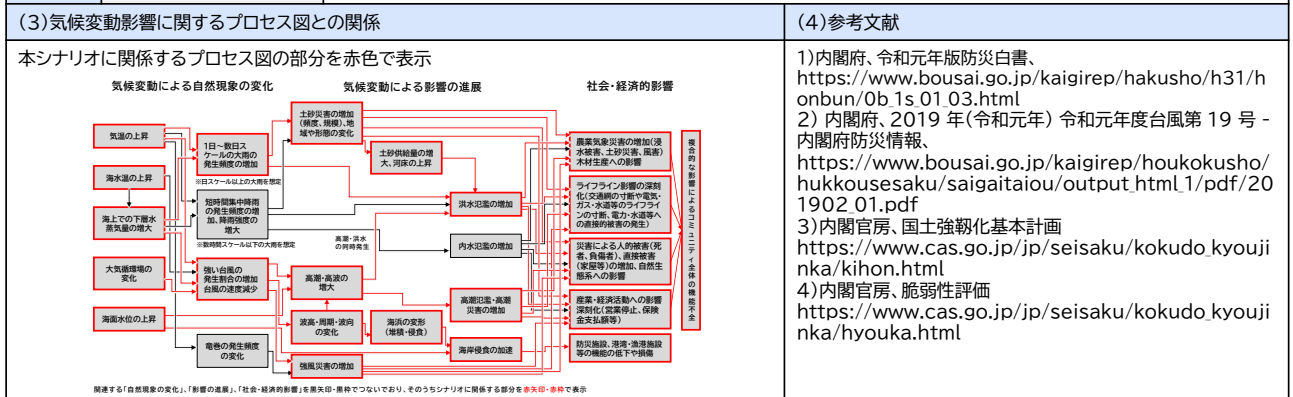 (3)気候変動影響に関するプロセス図との関係
本シナリオに関係するプロセス図の部分を赤色で表示
気候変動による自然現象の変化
気候変動による影響の進展
社会・経済的影響
気温の上昇
海水温の上昇
海上での下層水
蒸気量の増大
大気循環場の
変化
海面水位の上昇
1日~数日ス
ケールの大雨の
発生頻度の増加
※日スケール以上の大雨を想定
短時間集中降雨
の発生頻度の増
加、降雨強度の
増大
※数時間スケール以下の大雨を想定
強い台風の
発生割合の増加
台風の速度減少
竜巻の発生頻度
の変化
土砂災害の増加
(頻度、規模)、地
域や形態の変化
土砂供給量の増
大、河床の上昇
高潮・洪水
の同時発生
高潮・高波の
増大
波高・周期・波向
の変化
海浜の変形
(堆積・侵食)
強風災害の増加
洪水氾濫の増加
内水氾濫の増加
高潮氾濫・高潮
災害の増加
海岸侵食の加速
農業気象災害の増加(浸
水被害、土砂災害、風害)
木材生産への影響
ライフライン影響の深刻
化(交通網の寸断や電気・
ガス・水道等のライフライ
ンの寸断、電力・水道等へ
の直接的被害の発生)
災害による人的被害(死
者、負傷者)、直接被害
(家屋等)の増加、自然生
態系への影響
産業・経済活動への影響
深刻化(営業停止、保険
金支払額等)
防災施設、港湾・漁港施設
等の機能の低下や損傷
複合的な影響によるコミュニティ全体の機能不全
関連する「自然現象の変化」、「影響の進展」、「社会・経済的影響」を黒矢印・黒枠でつないでおり、そのうちシナリオに関係する部分を赤矢印・赤枠で表示
(4)参考文献
1)内閣府、令和元年版防災白書、
https://www.bousai.go.jp/kaigirep/hakusho/h31/h
onbun/0b_1s_01_03.html
2) 内閣府、2019 年(令和元年) 令和元年度台風第 19 号 -
内閣府防災情報、
https://www.bousai.go.jp/kaigirep/houkokusho/
hukkousesaku/saigaitaiou/output_html_1/pdf/20
1902_01.pdf
3)内閣官房、国土強靱化基本計画
https://www.cas.go.jp/jp/seisaku/kokudo_kyouji
nka/kihon.html
4)内閣官房、脆弱性評価
https://www.cas.go.jp/jp/seisaku/kokudo_kyouji
nka/hyouka.html